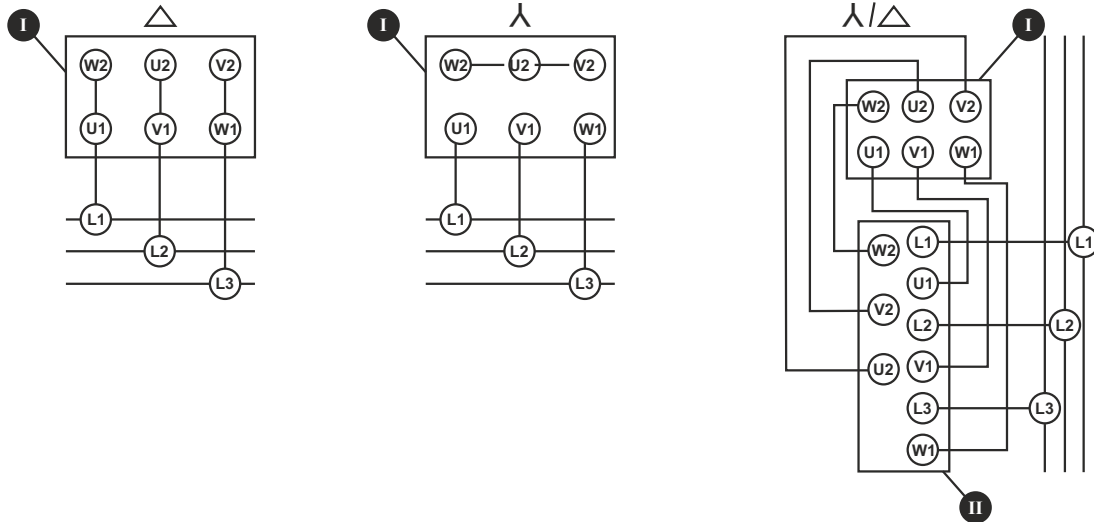 I
W2 U2 V2
U1 V1 W1
L1
L2
L3
I
W2 U2 V2
U1 V1 W1
L1
L2
L3
/
I
W2 U2 V2
U1 V1 W1
W2 L1 L1
U1
V2 L2 L2
U2 V1
L3 L3
W1
II